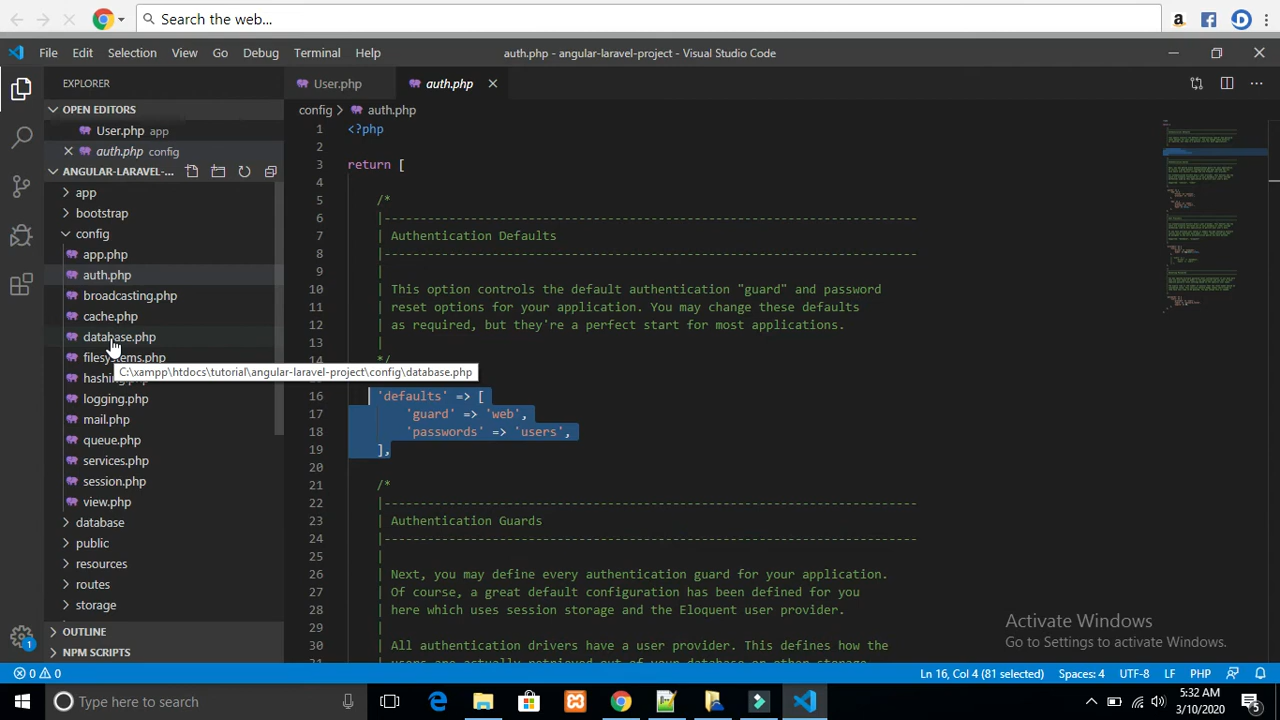 Search the web...
File Edit Selection View Go Debug Terminal Help
auth.php - angular-laravel-project - Visual Studio Code
EXPLORER
OPEN EDITORS
User.php app
auth.php config
ANGULAR-LARAVEL-...
app
bootstrap
config
app.php
auth.php
broadcasting.php
cache.php
database.php
filesystems.php
C:\xampp\htdocs\tutorial\angular-laravel-project\config\database.php
logging.php
mail.php
queue.php
services.php
session.php
view.php
database
public
resources
routes
storage
OUTLINE
NPM SCRIPTS
User.php
auth.php
config > auth.php
1 <?php
2
3 return [
4
5 /*
6 |--------------------------------------------------------------------------
7 | Authentication Defaults
8 |--------------------------------------------------------------------------
9 |
10 | This option controls the default authentication "guard" and password
11 | reset options for your application. You may change these defaults
12 | as required, but they're a perfect start for most applications.
13 |
14 */
16 'defaults' => [
17 'guard' => 'web',
18 'passwords' => 'users',
19 ],
20
21 /*
22 |--------------------------------------------------------------------------
23 | Authentication Guards
24 |--------------------------------------------------------------------------
25 |
26 | Next, you may define every authentication guard for your application.
27 | Of course, a great default configuration has been defined for you
28 | here which uses session storage and the Eloquent user provider.
29 |
30 | All authentication drivers have a user provider. This defines how the
Activate Windows
Go to Settings to activate Windows.
1
0 0
Ln 16, Col 4 (81 selected) Spaces: 4 UTF-8 LF PHP
Type here to search
5:32 AM
3/10/2020
5